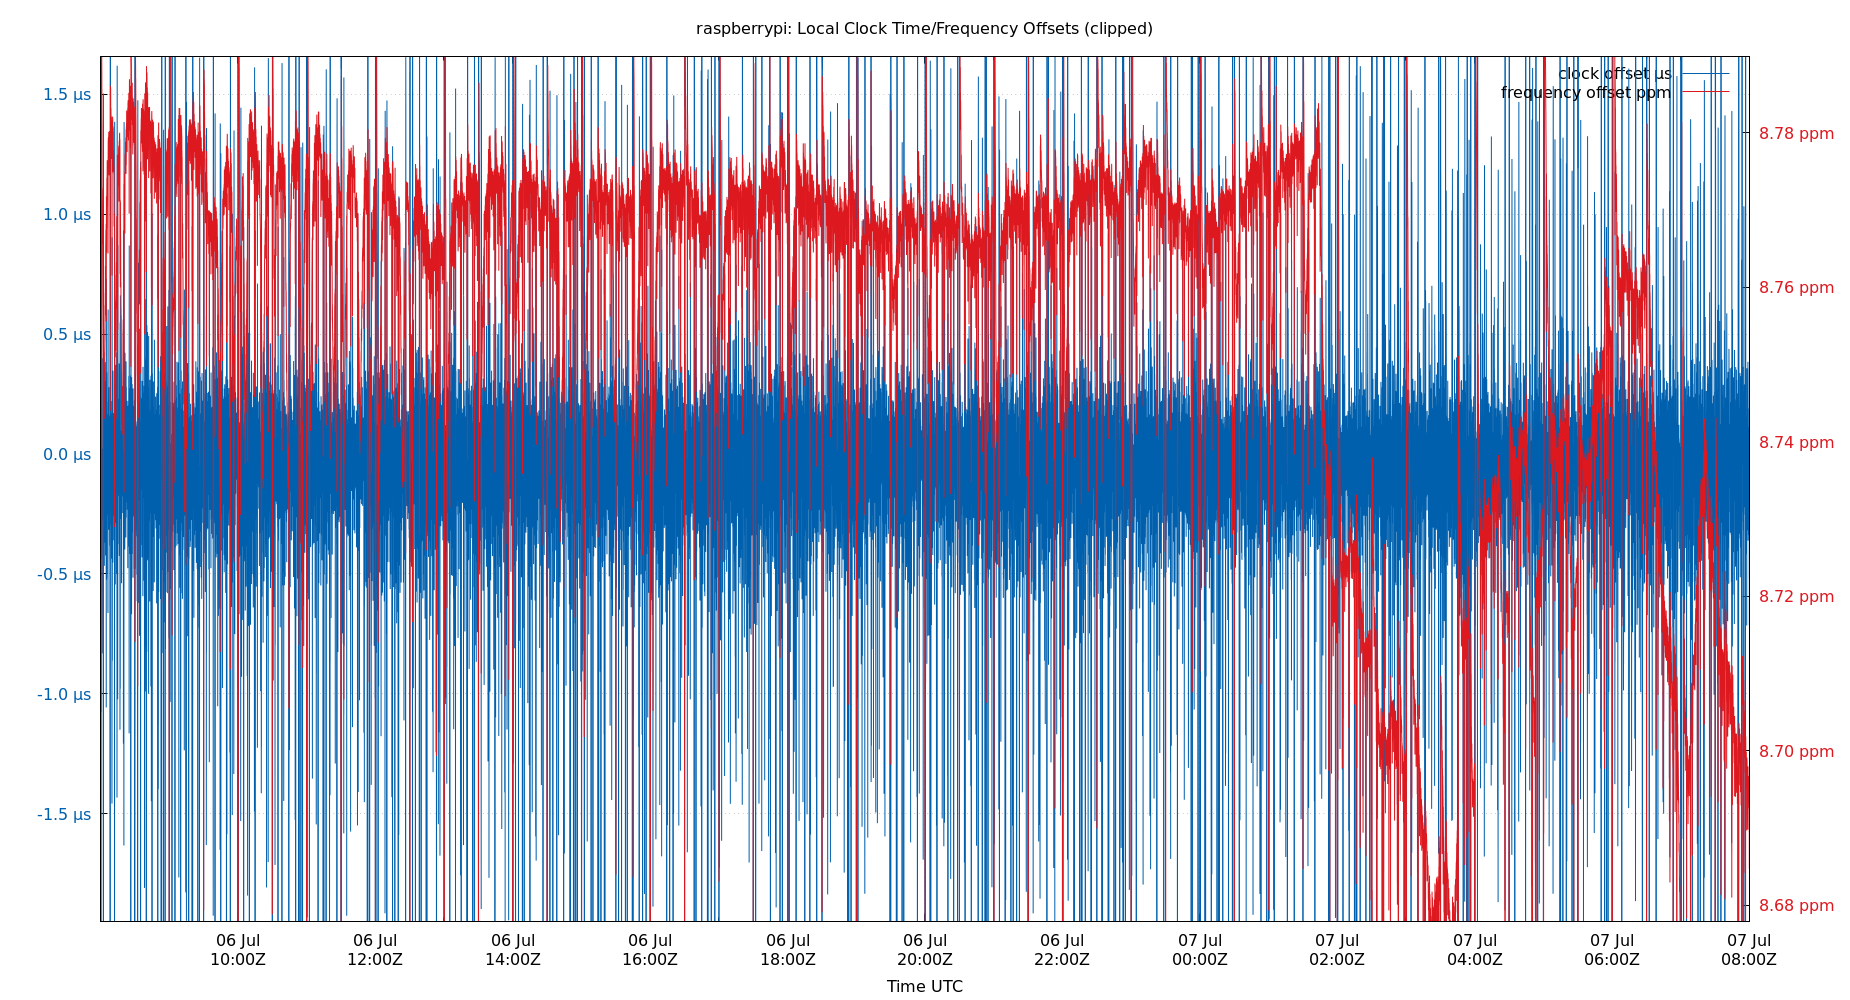 raspberrypi: Local Clock Time/Frequency Offsets (clipped)
clock offset µs
frequency offset ppm
1.5 µs
1.0 µs
0.5 µs
0.0 µs
-0.5 µs
-1.0 µs
-1.5 µs
8.78 ppm
8.76 ppm
8.74 ppm
8.72 ppm
8.70 ppm
8.68 ppm
06 Jul
10:00Z
06 Jul
12:00Z
06 Jul
14:00Z
06 Jul
16:00Z
06 Jul
18:00Z
06 Jul
20:00Z
06 Jul
22:00Z
07 Jul
00:00Z
07 Jul
02:00Z
07 Jul
04:00Z
07 Jul
06:00Z
07 Jul
08:00Z
Time UTC